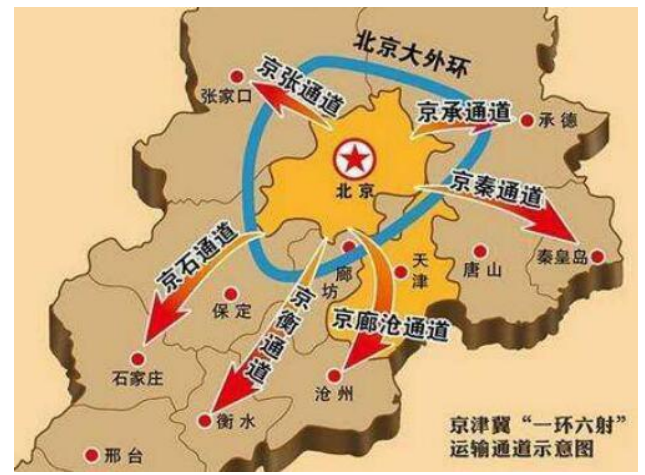 北京大外环
京张通道
张家口
京承通道
承德
北京
京秦通道
秦皇岛
唐山
天津
廊坊
京石通道
保定
京衡通道
京廊沧通道
石家庄
沧州
衡水
邢台
京津冀“一环六射”
运输通道示意图